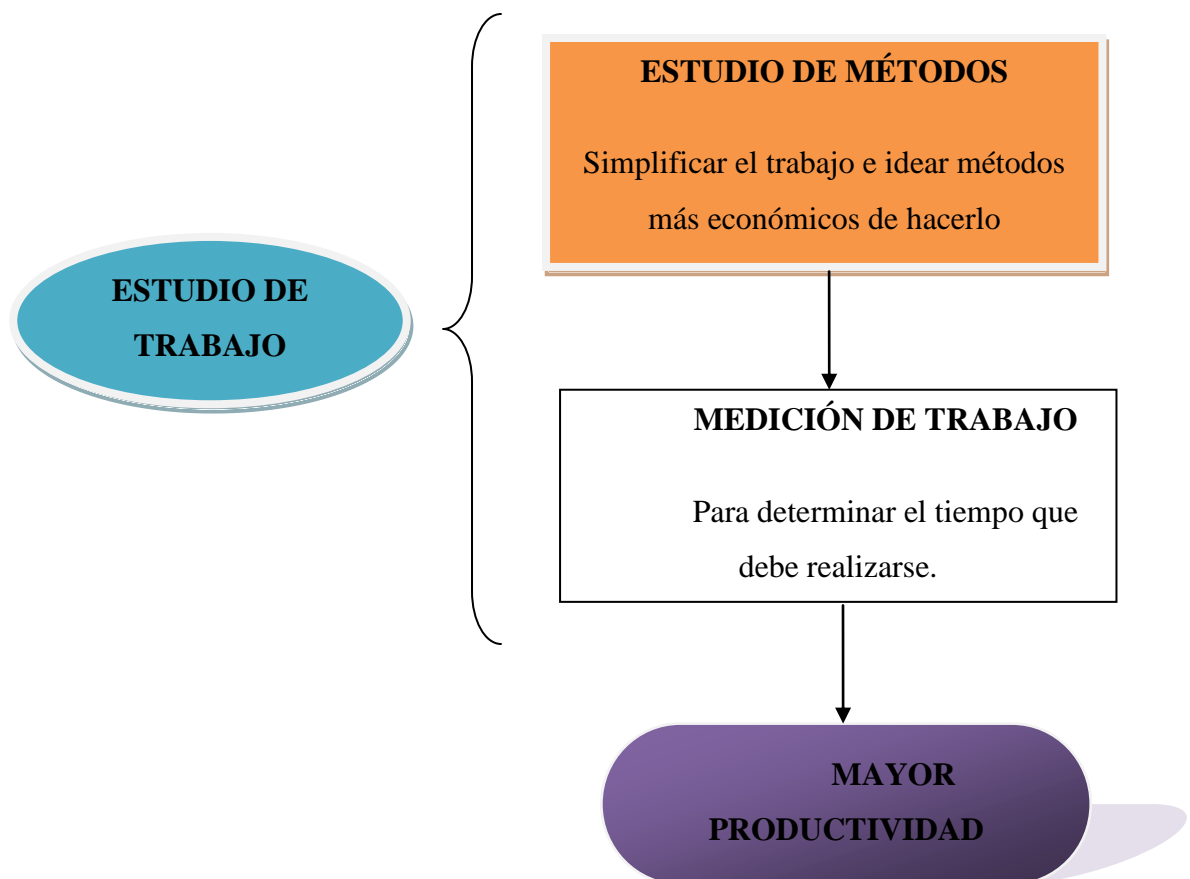 ESTUDIO DE MÉTODOS
Simplificar el trabajo e idear métodos
más económicos de hacerlo
ESTUDIO DE
TRABAJO
MEDICIÓN DE TRABAJO
Para determinar el tiempo que
debe realizarse.
MAYOR
PRODUCTIVIDAD